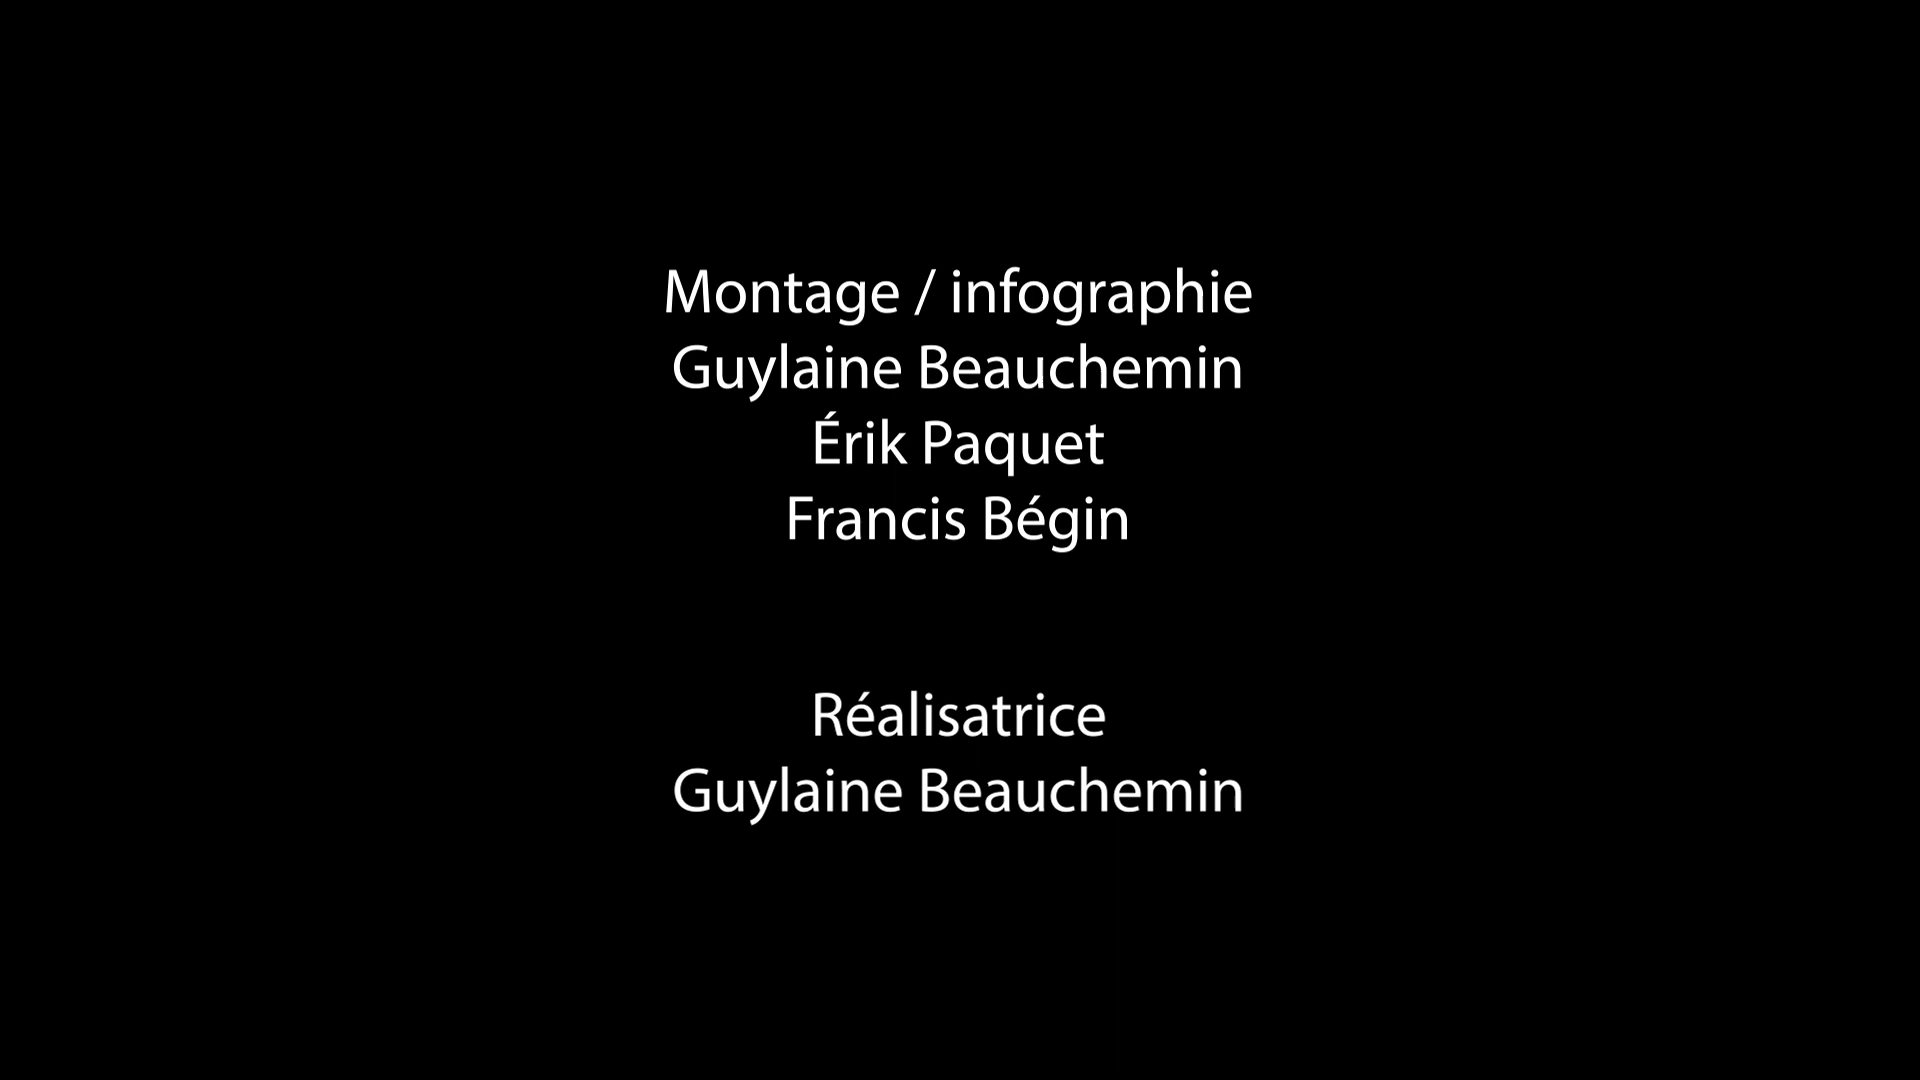 Montage / infographie
Guylaine Beauchemin
Érik Paquet
Francis Bégin
Réalisatrice
Guylaine Beauchemin